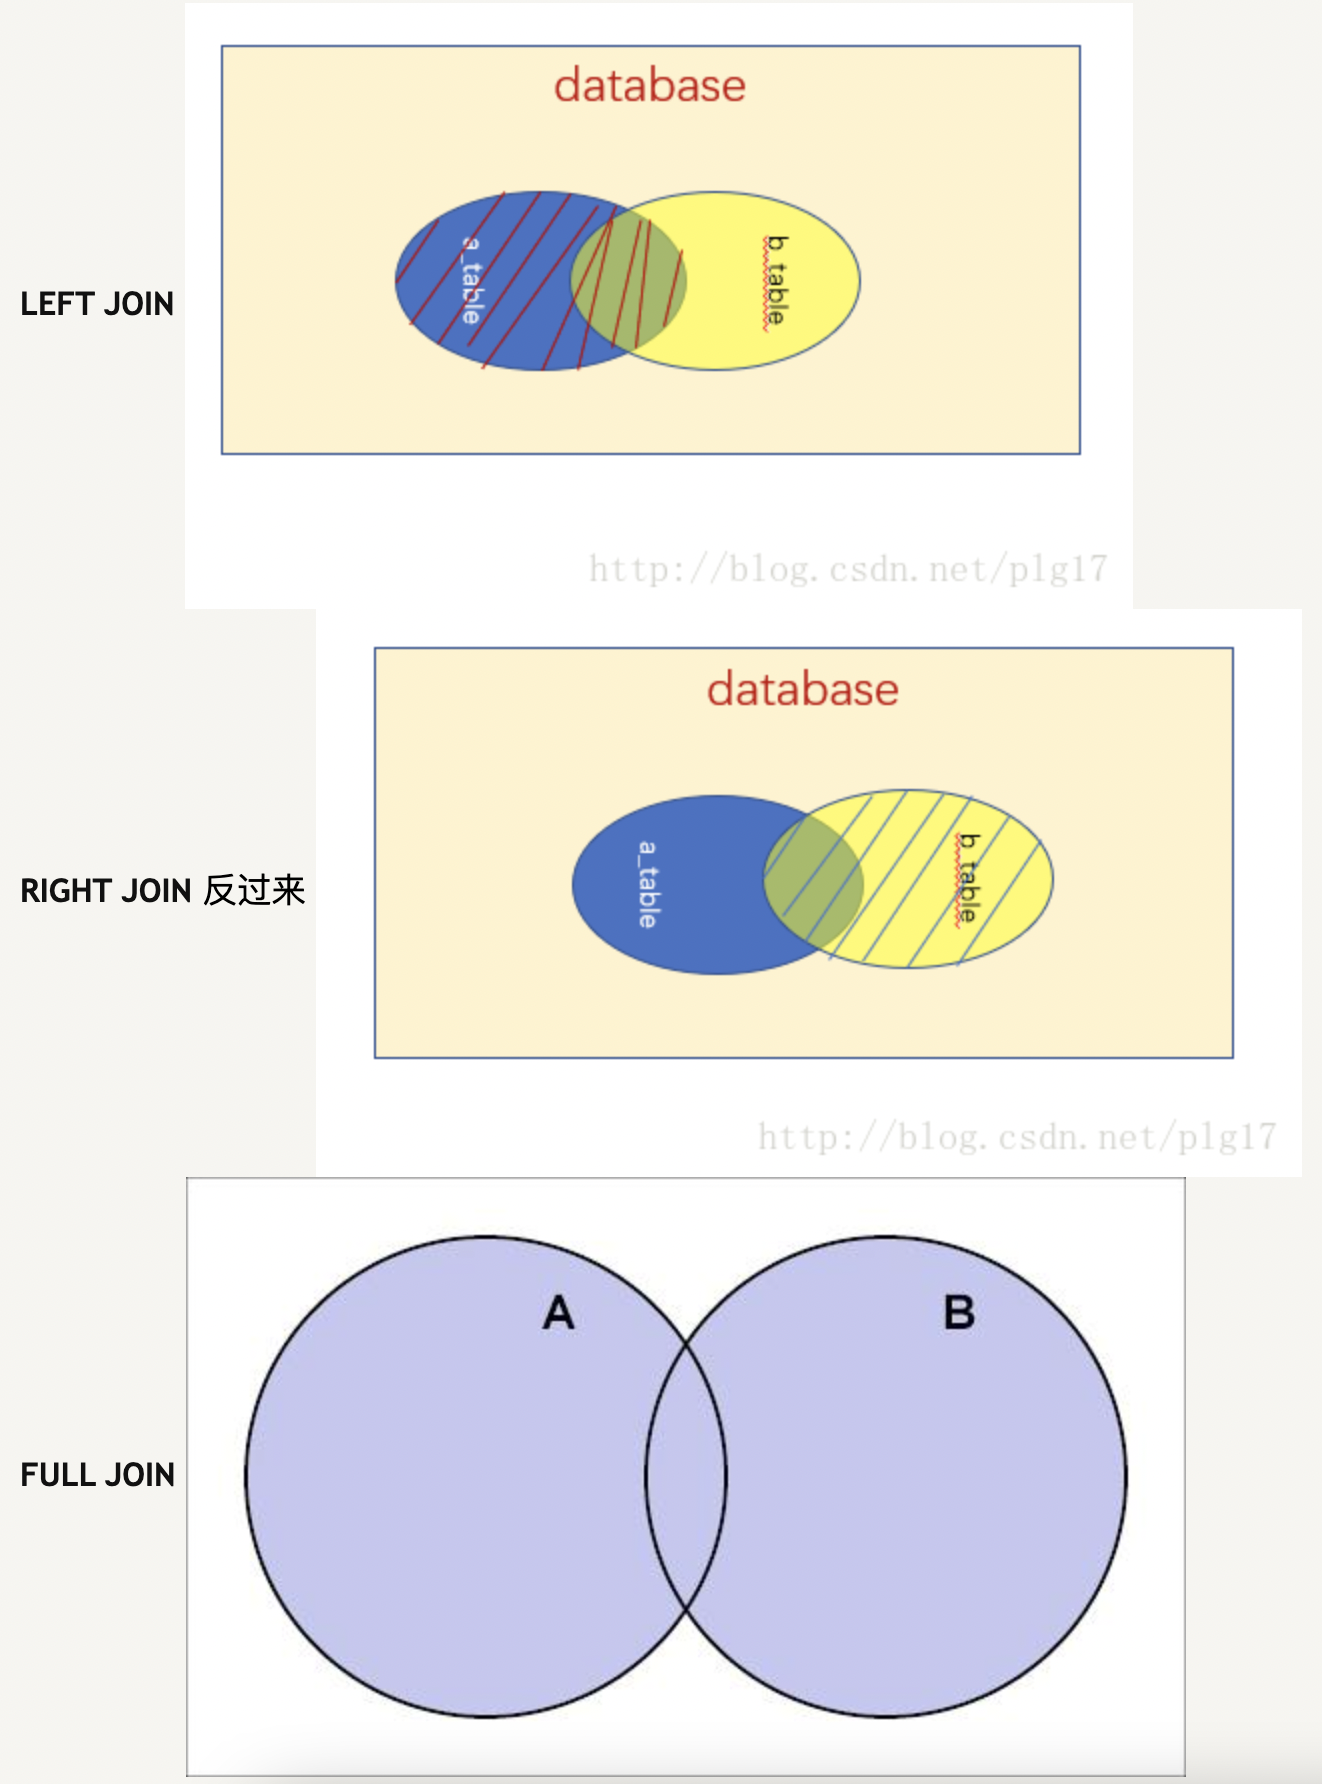 database
a_table
b_table
LEFT JOIN
http://blog.csdn.net/plg17
database
a_table
b_table
RIGHT JOIN 反过来
http://blog.csdn.net/plg17
A
B
FULL JOIN